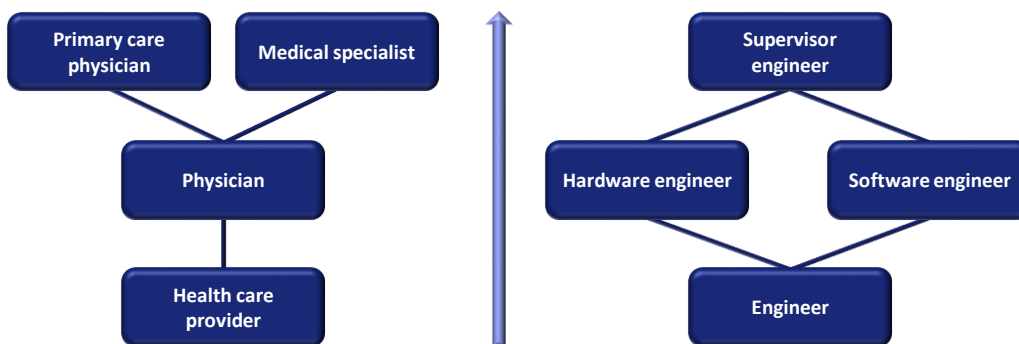 Primary care
physician
Medical specialist
Physician
Health care
provider
Supervisor
engineer
Hardware engineer
Software engineer
Engineer